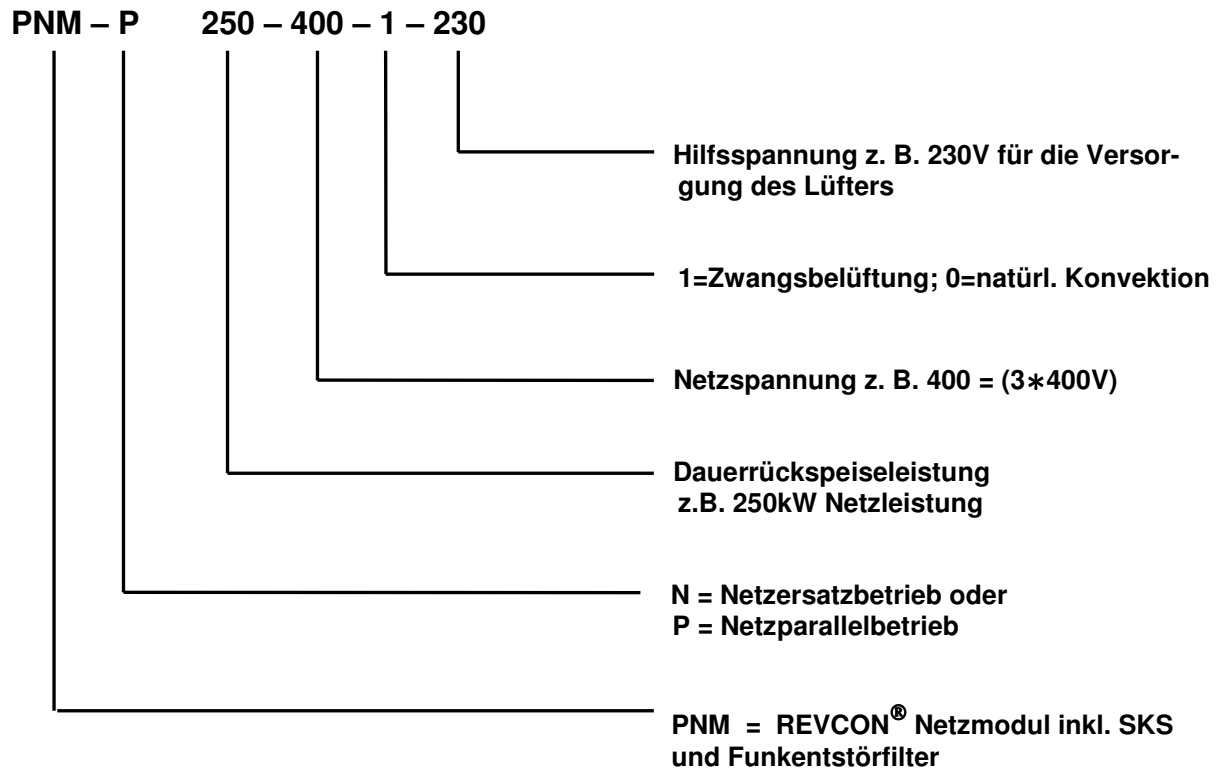 PNM – P 250 – 400 – 1 – 230
Hilfsspannung z. B. 230V für die Versor-
gung des Lüfters
1=Zwangsbelüftung; 0=natürl. Konvektion
Netzspannung z. B. 400 = (3∗400V)
Dauerrückspeiseleistung
z.B. 250kW Netzleistung
N = Netzersatzbetrieb oder
P = Netzparallelbetrieb
PNM = REVCON® Netzmodul inkl. SKS
und Funkentstörfilter